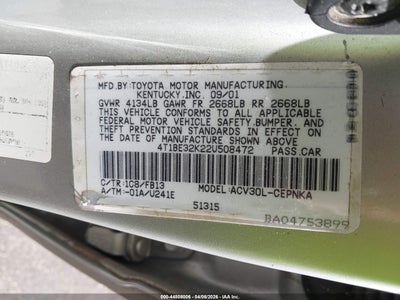 MFD. BY TOYOTA MOTOR MANUFACTURING
KENTUCKY.INC. 09/01
GVWR 4134LB GAWR FR 2668LB RR 2668LB
THIS VEHICLE CONFORMS TO ALL APPLICABLE
FEDERAL MOTOR VEHICLE SAFETY.BUMPER. AND
THEFT PREVENTION STANDARDS IN EFFECT ON
THE DATE OF MANUFACTURE SHOWN ABOVE.
4T1BE32K22U508472 PASS.CAR
C/TR:1C8/FB13 MODEL:ACV30L-CEPNKA
A/TM:-01A/U241E
51315
BA04753899
ID:000-44808006 - 04/06/2026 - IAA, Inc. - Copyright